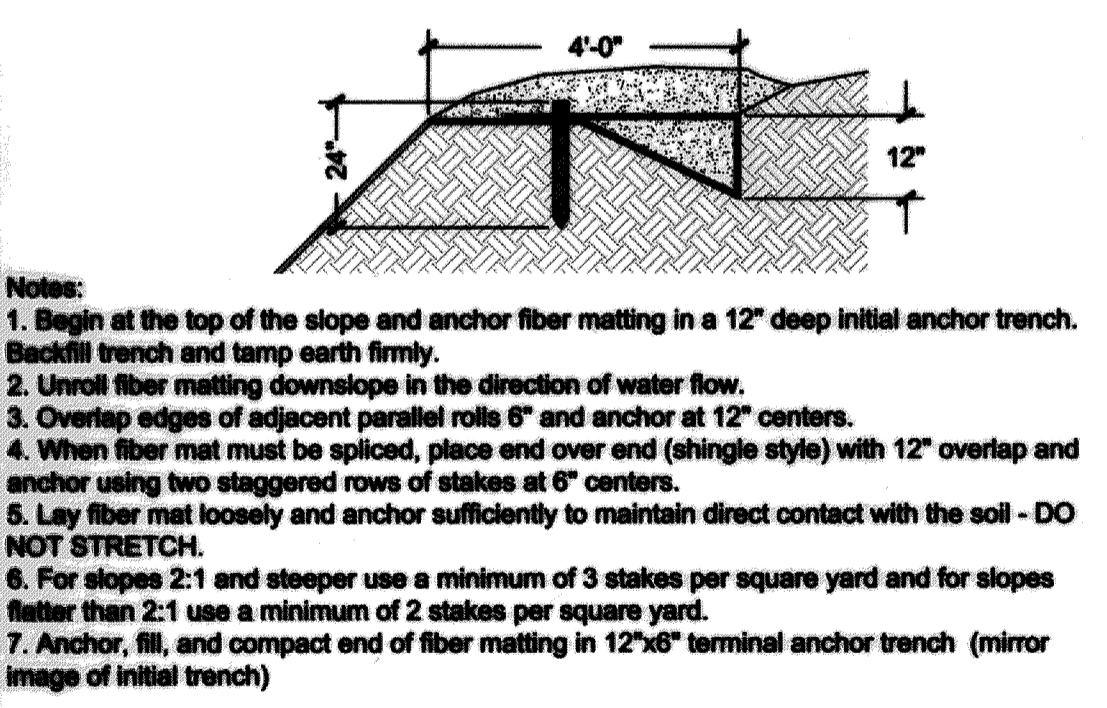 4'-0"
24"
12"
Notes:
1. Begin at the top of the slope and anchor fiber matting in a 12" deep initial anchor trench.
Backfill trench and tamp earth firmly.
2. Unroll fiber matting downslope in the direction of water flow.
3. Overlap edges of adjacent parallel rolls 6" and anchor at 12" centers.
4. When fiber mat must be spliced, place end over end (shingle style) with 12" overlap and
anchor using two staggered rows of stakes at 6" centers.
5. Lay fiber mat loosely and anchor sufficiently to maintain direct contact with the soil - DO
NOT STRETCH.
6. For slopes 2:1 and steeper use a minimum of 3 stakes per square yard and for slopes
flatter than 2:1 use a minimum of 2 stakes per square yard.
7. Anchor, fill, and compact end of fiber matting in 12"x6" terminal anchor trench (mirror
image of initial trench)